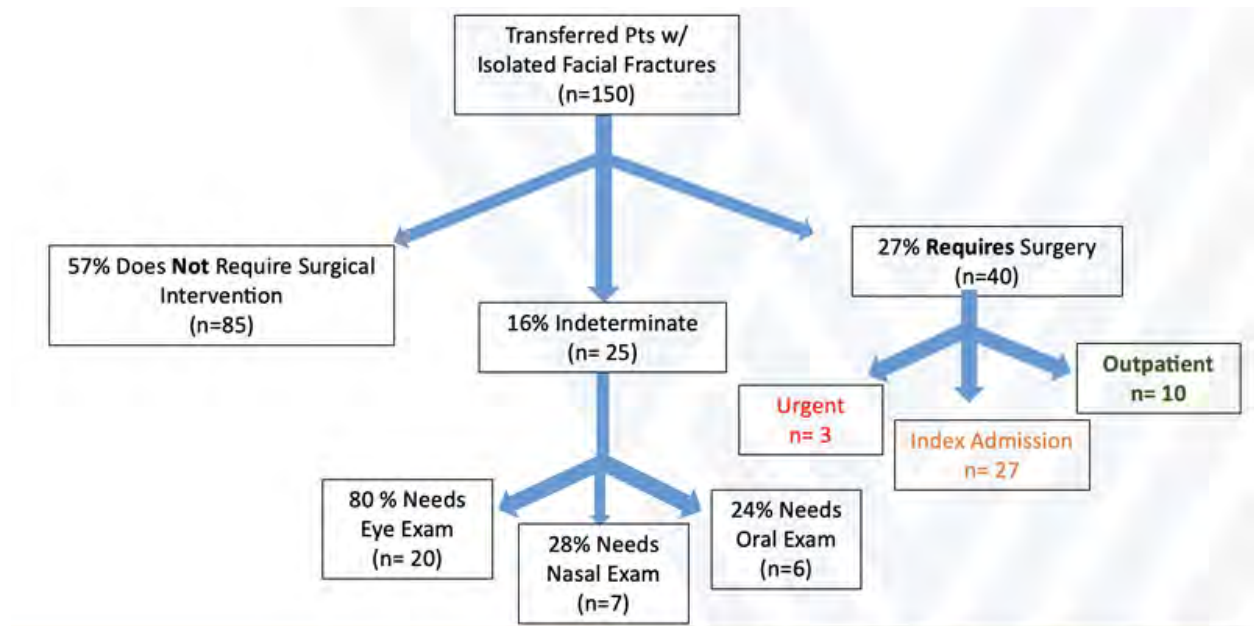 Transferred Pts w/
Isolated Facial Fractures
(n=150)
57% Does Not Require Surgical
Intervention
(n=85)
16% Indeterminate
(n= 25)
27% Requires Surgery
(n=40)
Urgent
n= 3
Index Admission
n= 27
Outpatient
n= 10
80 % Needs
Eye Exam
(n= 20)
28% Needs
Nasal Exam
(n=7)
24% Needs
Oral Exam
(n=6)